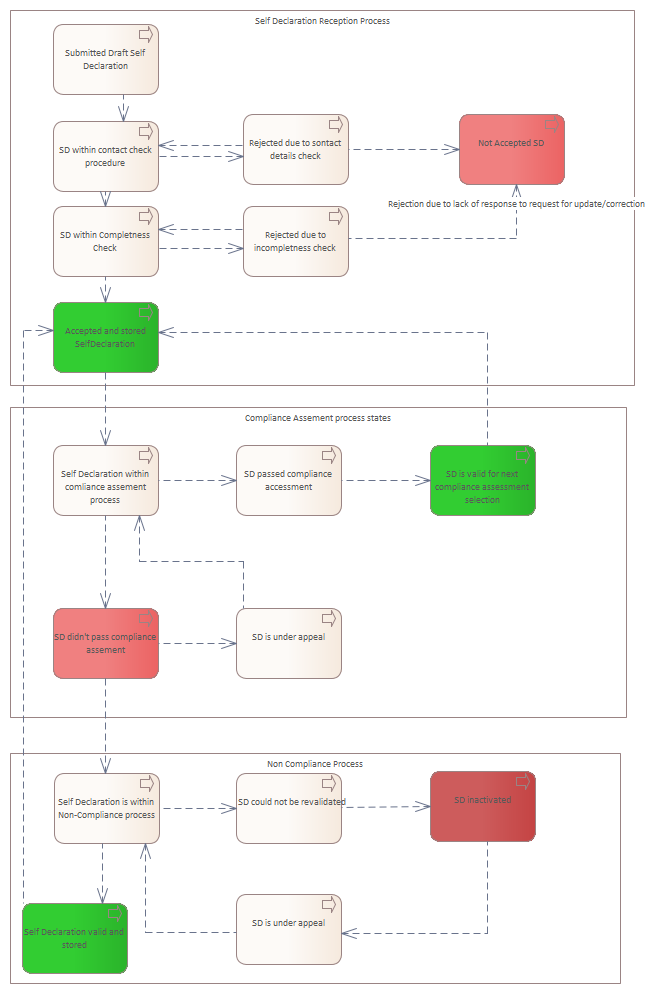 Self Declaration Reception Process
Submitted Draft Self
Declaration
SD within contact check
procedure
Rejected due to sontact
details check
Not Accepted SD
Rejection due to lack of response to request for update/correction
SD within Completness
Check
Rejected due to
incompletness check
Accepted and stored
SelfDeclaration
Compliance Assement process states
Self Declaration within
comliance assement
process
SD passed compliance
accessment
SD is valid for next
compliance assessment
selection
SD didn't pass compliance
assement
SD is under appeal
Non Compliance Process
Self Declaration is within
Non-Compliance process
SD could not be revalidated
SD Inactivated
Self Declaration valid and
stored
SD is under appeal